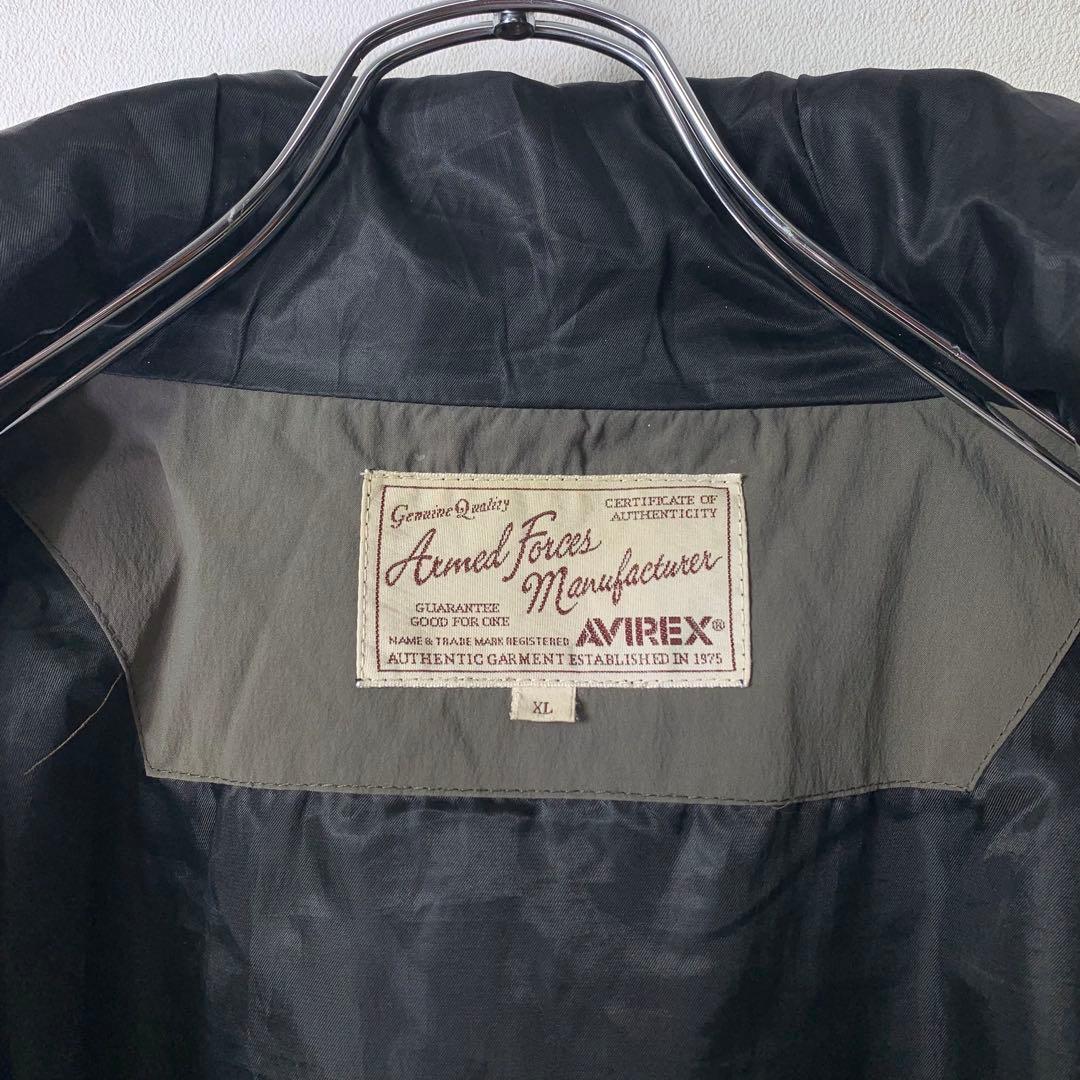 Genuine Quality
CERTIFICATE OF
AUTHENTICITY
Armed Forces
Manufacturer
GUARANTEE
GOOD FOR ONE
NAME & TRADE MARK REGISTERED AVIREX®
AUTHENTIC GARMENT ESTABLISHED IN 1975
XL